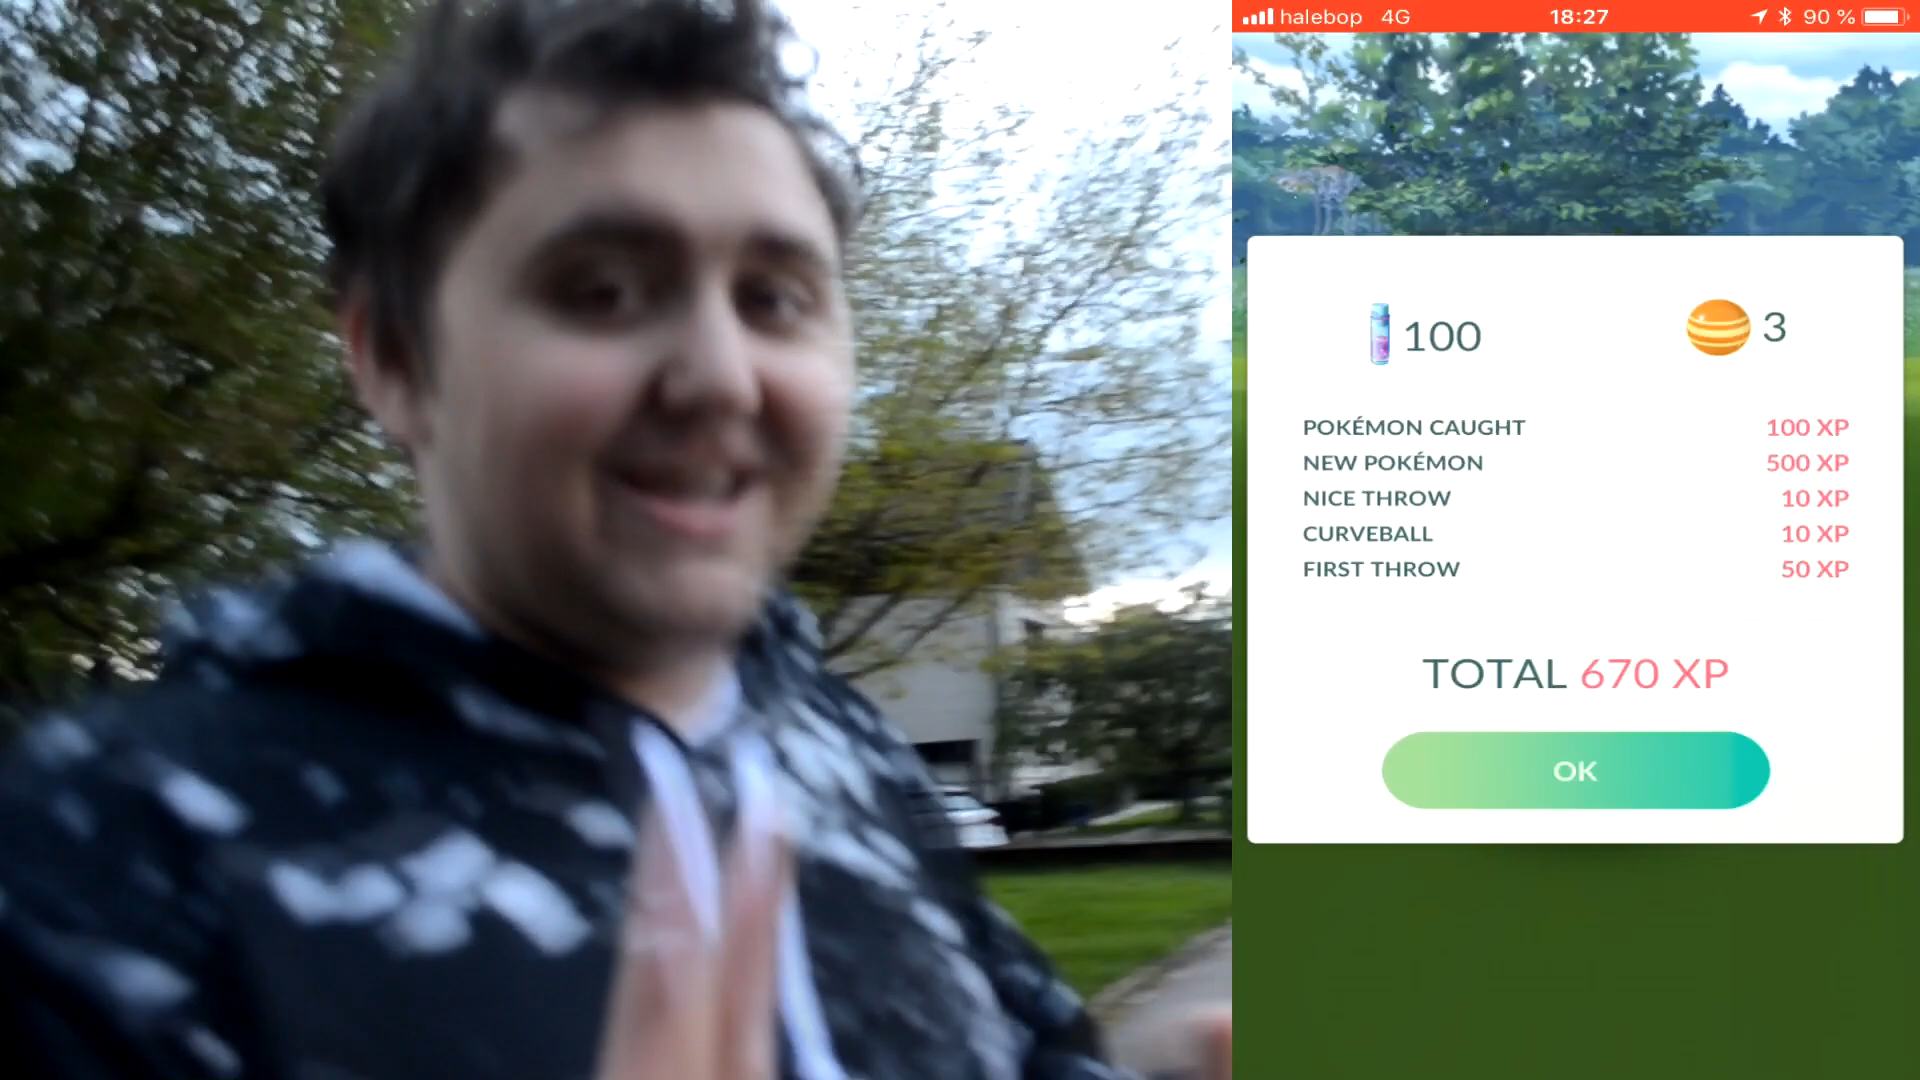 halebop 4G 18:27 90 %
100 3
POKÉMON CAUGHT 100 XP
NEW POKÉMON 500 XP
NICE THROW 10 XP
CURVEBALL 10 XP
FIRST THROW 50 XP
TOTAL 670 XP
OK